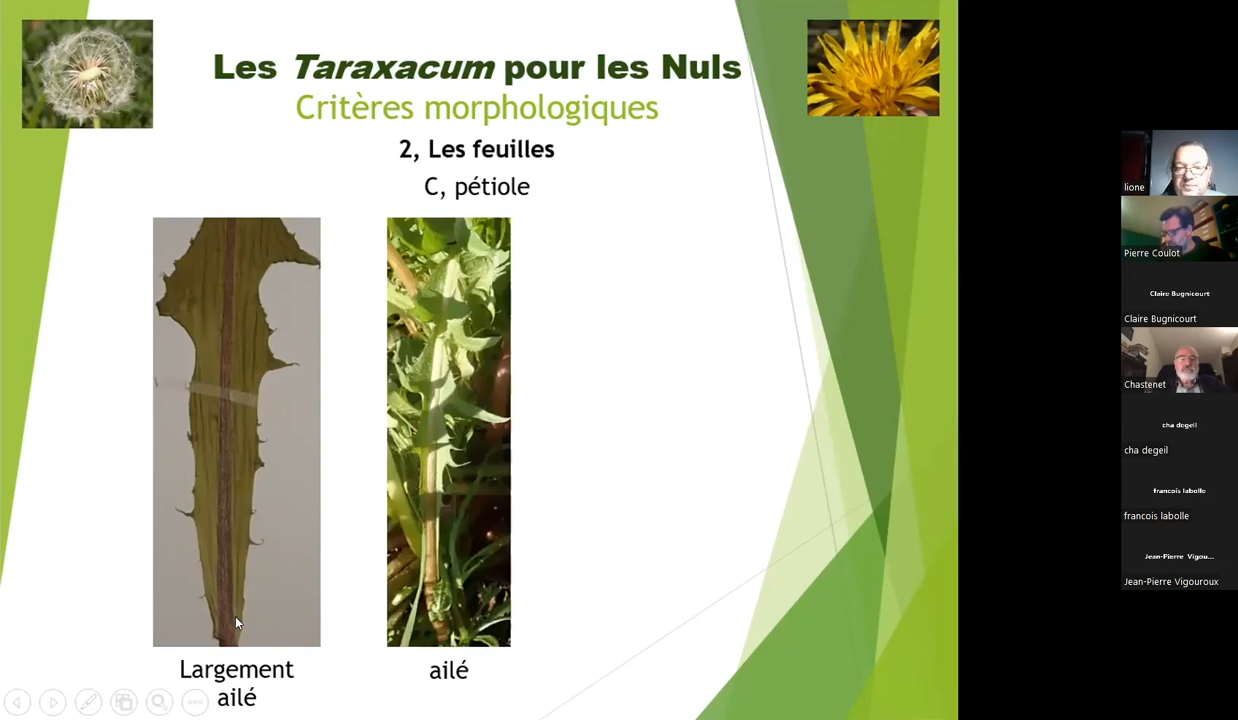 Les Taraxacum pour les Nuls
Critères morphologiques
2, Les feuilles
C, pétiole
Largement
ailé
ailé
lione
Pierre Coulot
Claire Bugnicourt
Claire Bugnicourt
Chastenet
cha degeil
cha degeil
francois labolle
francois labolle
Jean-Pierre Vigou...
Jean-Pierre Vigouroux